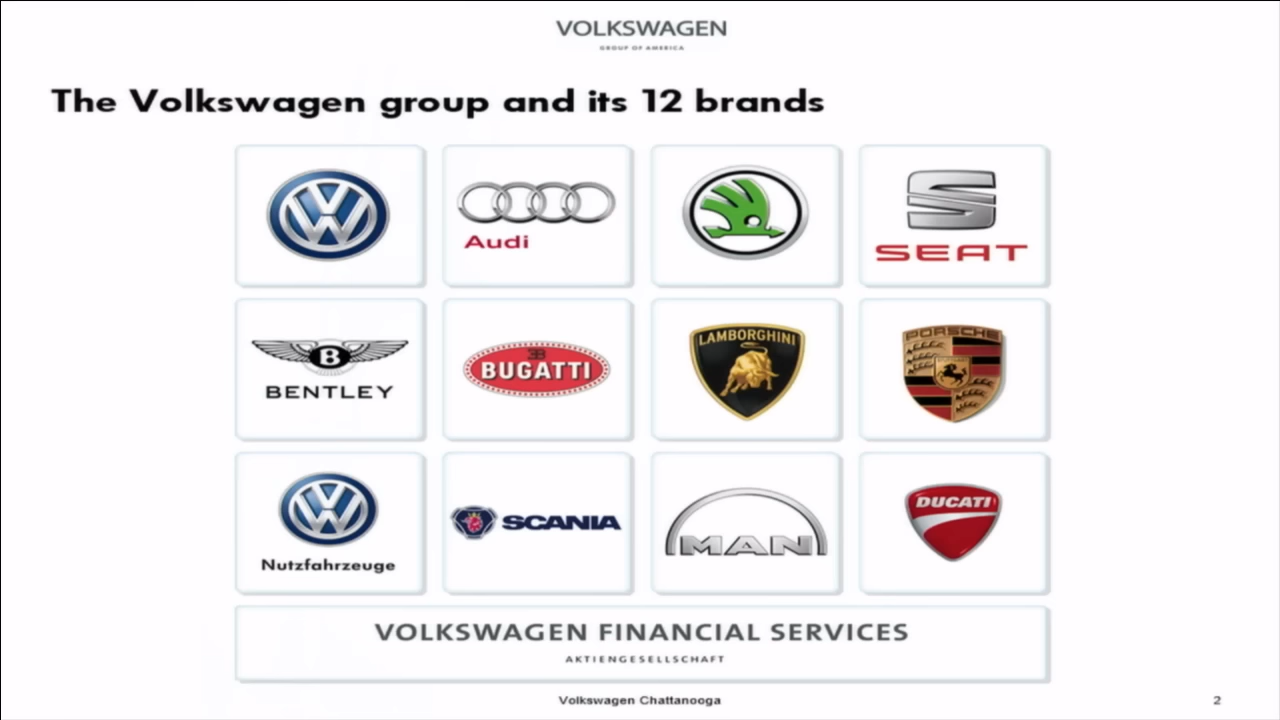 VOLKSWAGEN
GROUP OF AMERICA
The Volkswagen group and its 12 brands
Audi
SEAT
BENTLEY
B
BUGATTI
LAMBORGHINI
PORSCHE
Nutzfahrzeuge
SCANIA
MAN
DUCATI
VOLKSWAGEN FINANCIAL SERVICES
AKTIENGESELLSCHAFT
Volkswagen Chattanooga
2